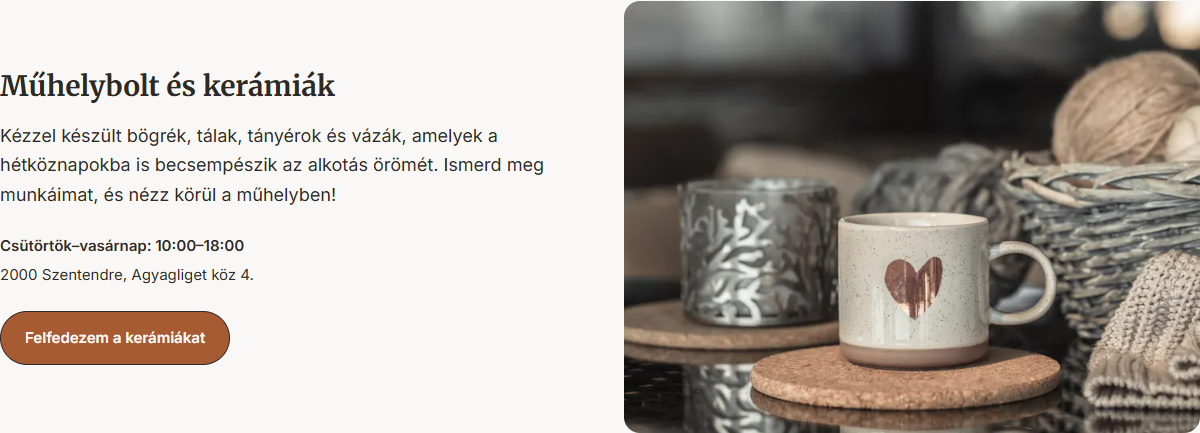 Műhelybolt és kerámiák
Kézzel készült bögrék, tálak, tányérok és vázák, amelyek a
hétköznapokba is becsempészik az alkotás örömét. Ismerd meg
munkáimat, és nézz körül a műhelyben!
Csütörtök–vasárnap: 10:00–18:00
2000 Szentendre, Agyagliget köz 4.
Felfedezem a kerámiákat